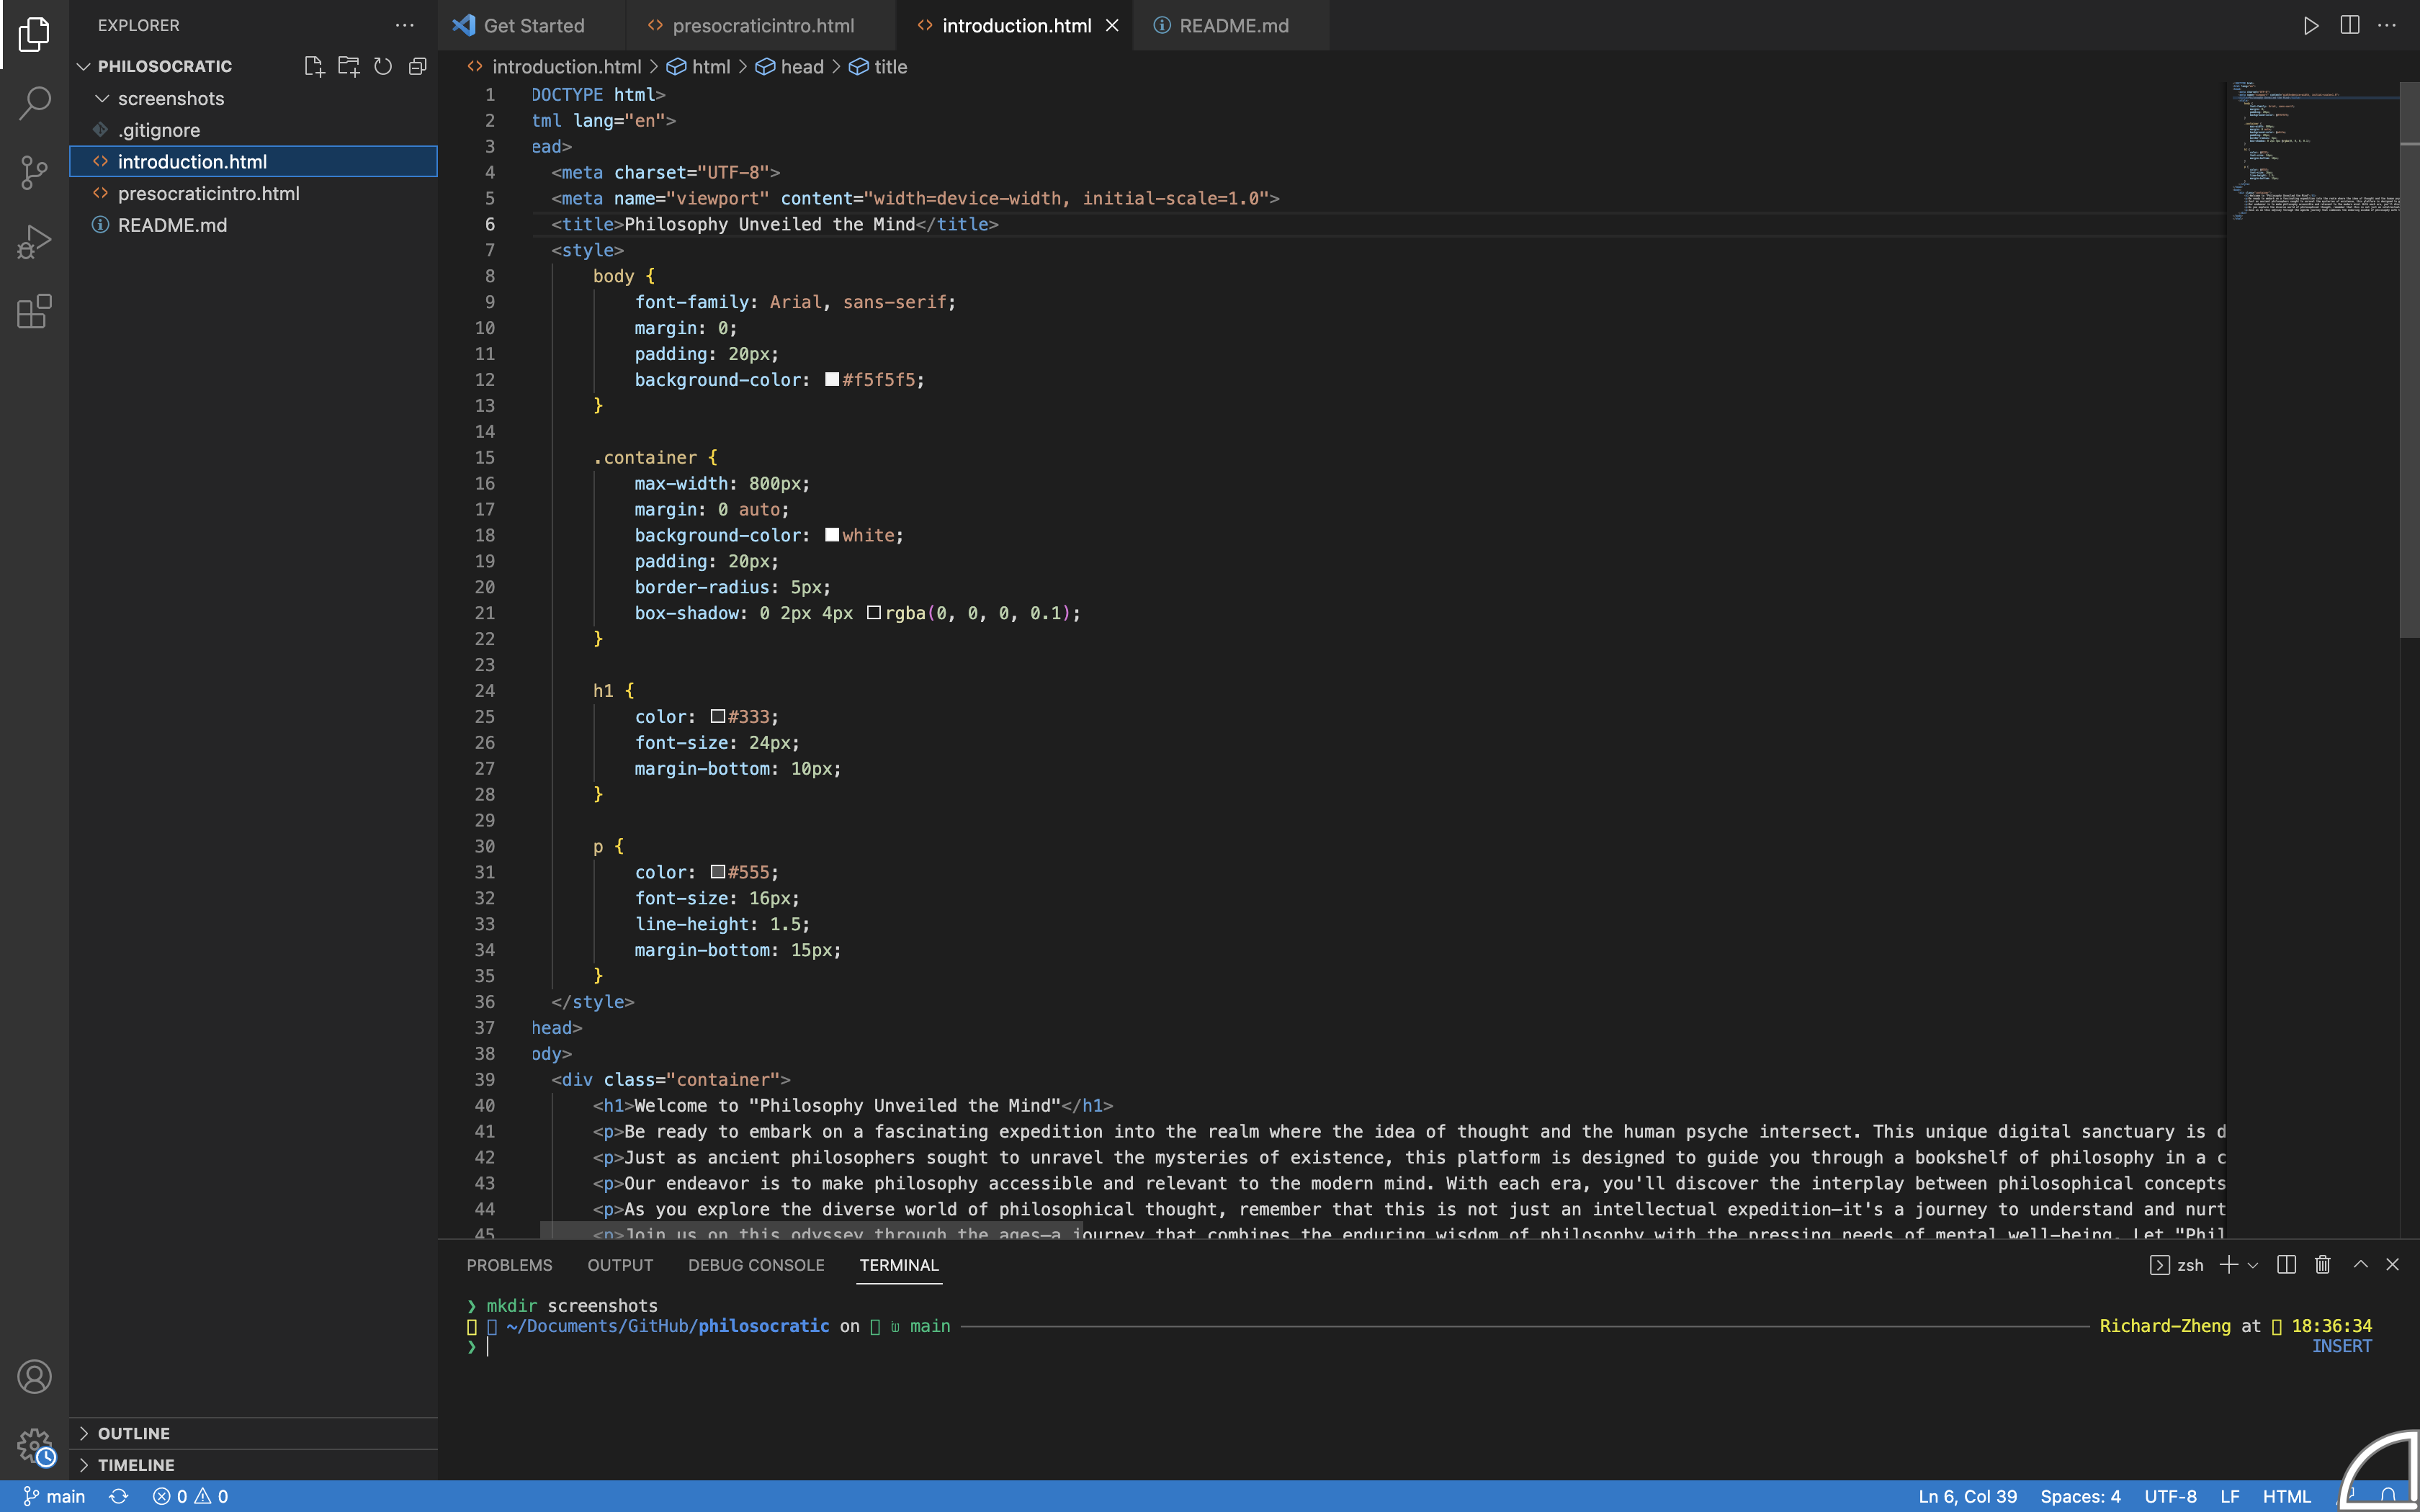 EXPLORER
PHILOSOCRATIC
screenshots
.gitignore
introduction.html
presocraticintro.html
README.md
OUTLINE
TIMELINE
Get Started
presocraticintro.html
introduction.html
README.md
introduction.html > html > head > title
1 DOCTYPE html>
2 tml lang="en">
3 ead>
4 <meta charset="UTF-8">
5 <meta name="viewport" content="width=device-width, initial-scale=1.0">
6 <title>Philosophy Unveiled the Mind</title>
7 <style>
8 body {
9 font-family: Arial, sans-serif;
10 margin: 0;
11 padding: 20px;
12 background-color: #f5f5f5;
13 }
14
15 .container {
16 max-width: 800px;
17 margin: 0 auto;
18 background-color: white;
19 padding: 20px;
20 border-radius: 5px;
21 box-shadow: 0 2px 4px rgba(0, 0, 0, 0.1);
22 }
23
24 h1 {
25 color: #333;
26 font-size: 24px;
27 margin-bottom: 10px;
28 }
29
30 p {
31 color: #555;
32 font-size: 16px;
33 line-height: 1.5;
34 margin-bottom: 15px;
35 }
36 </style>
37 head>
38 ody>
39 <div class="container">
40 <h1>Welcome to "Philosophy Unveiled the Mind"</h1>
41 <p>Be ready to embark on a fascinating expedition into the realm where the idea of thought and the human psyche intersect. This unique digital sanctuary is d
42 <p>Just as ancient philosophers sought to unravel the mysteries of existence, this platform is designed to guide you through a bookshelf of philosophy in a c
43 <p>Our endeavor is to make philosophy accessible and relevant to the modern mind. With each era, you'll discover the interplay between philosophical concepts
44 <p>As you explore the diverse world of philosophical thought, remember that this is not just an intellectual expedition—it's a journey to understand and nurt
45 <p>Join us on this odyssey through the ages—a journey that combines the enduring wisdom of philosophy with the pressing needs of mental well-being. Let "Phil
PROBLEMS OUTPUT DEBUG CONSOLE TERMINAL zsh
❯ mkdir screenshots
~/Documents/GitHub/philosocratic on main Richard-Zheng at 18:36:34
❯ INSERT
main 0 0 Ln 6, Col 39 Spaces: 4 UTF-8 LF HTML